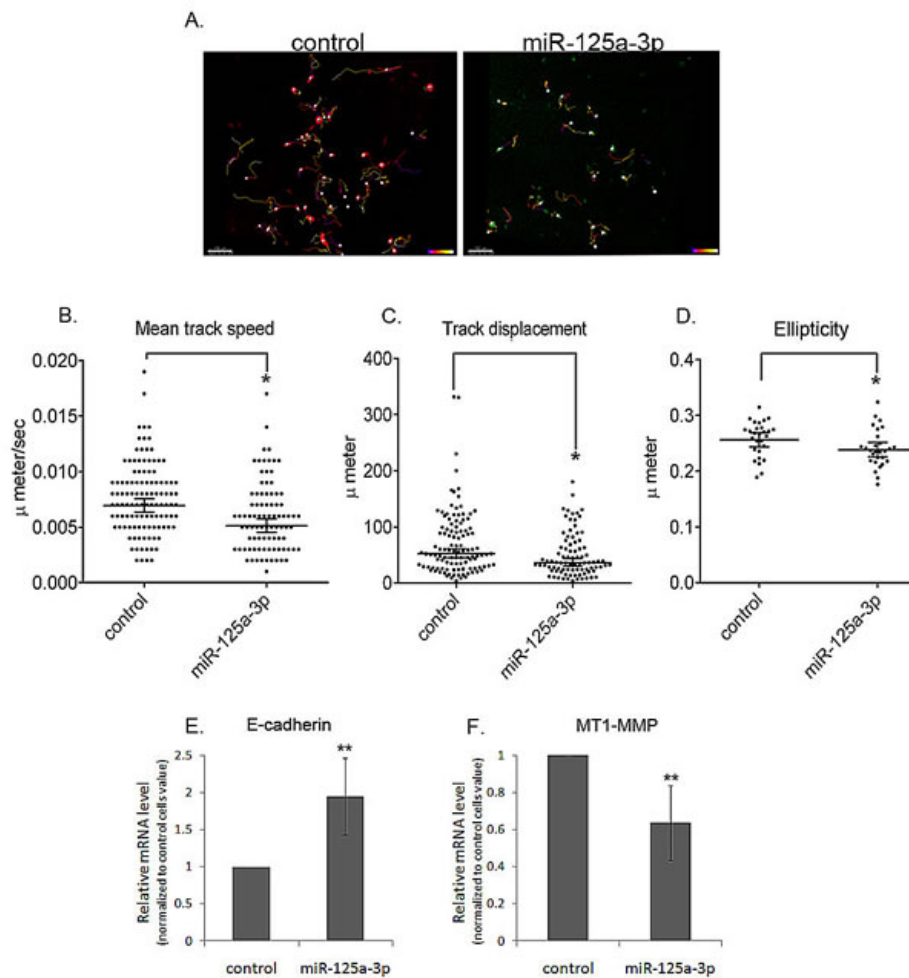 A.
control miR-125a-3p
B. C. D.
Mean track speed Track displacement Ellipticity
μ meter/sec
0.020
0.015
0.010
0.005
0.000
*
control
miR-125a-3p
μ meter
400
300
200
100
0
*
control
miR-125a-3p
μ meter
0.4
0.3
0.2
0.1
0.0
*
control
miR-125a-3p
E. E-cadherin
Relative mRNA level
(normalized to control cells value)
2.5
2
1.5
1
0.5
0
**
control miR-125a-3p
F. MT1-MMP
Relative mRNA level
(normalized to control cells value)
1
0.8
0.6
0.4
0.2
0
**
control miR-125a-3p